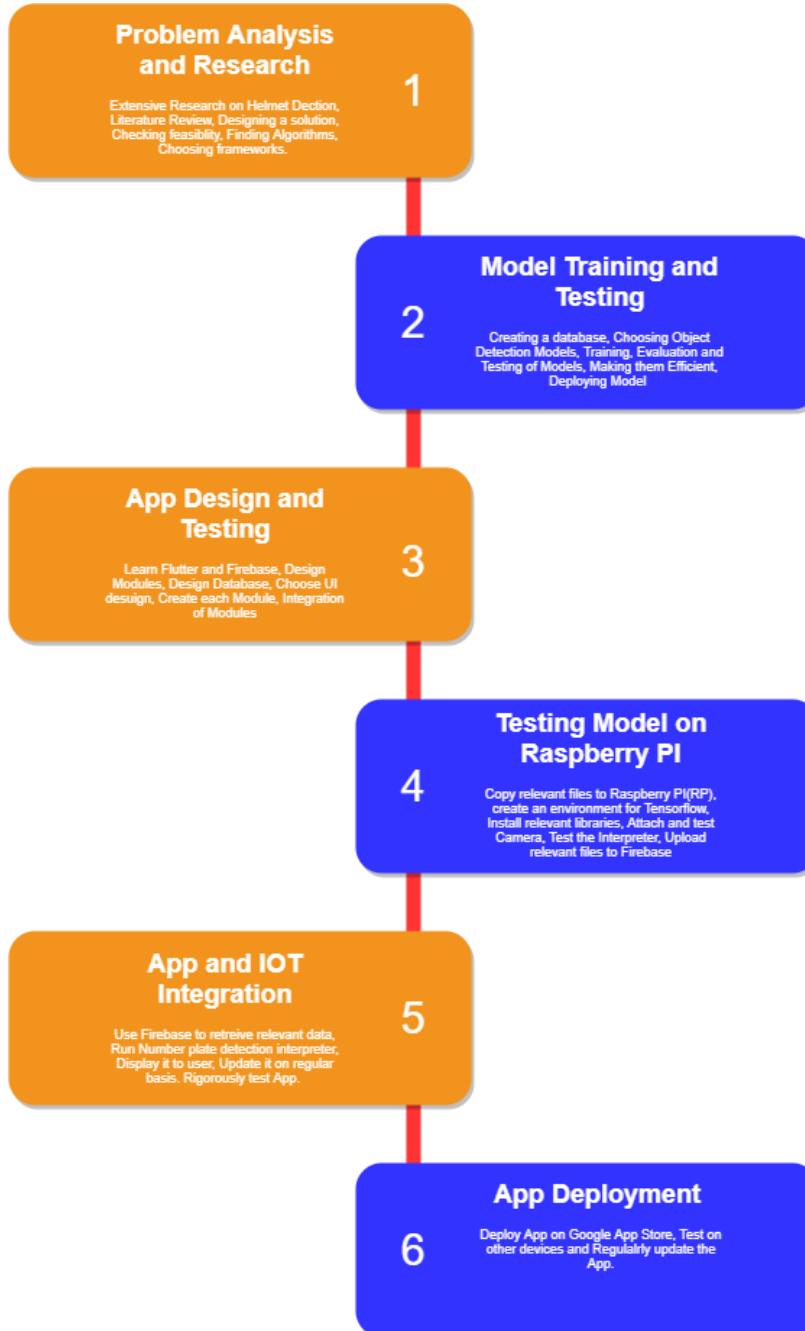 Problem Analysis
and Research
Extensive Research on Helmet Dection,
Literature Review, Designing a solution,
Checking feasiblity, Finding Algorithms,
Choosing frameworks.
1
Model Training and
Testing
2
Creating a database, Choosing Object
Detection Models, Training, Evaluation and
Testing of Models, Making them Efficient,
Deploying Model
App Design and
Testing
3
Learn Flutter and Firebase, Design
Modules, Design Database, Choose UI
desuign, Create each Module, Integration
of Modules
Testing Model on
Raspberry PI
4
Copy relevant files to Raspberry PI(RP),
create an environment for Tensorflow,
Install relevant libraries, Attach and test
Camera, Test the Interpreter, Upload
relevant files to Firebase
App and IOT
Integration
5
Use Firebase to retreive relevant data,
Run Number plate detection interpreter,
Display it to user, Update it on regular
basis. Rigorously test App.
App Deployment
6
Deploy App on Google App Store, Test on
other devices and Regulalrly update the
App.